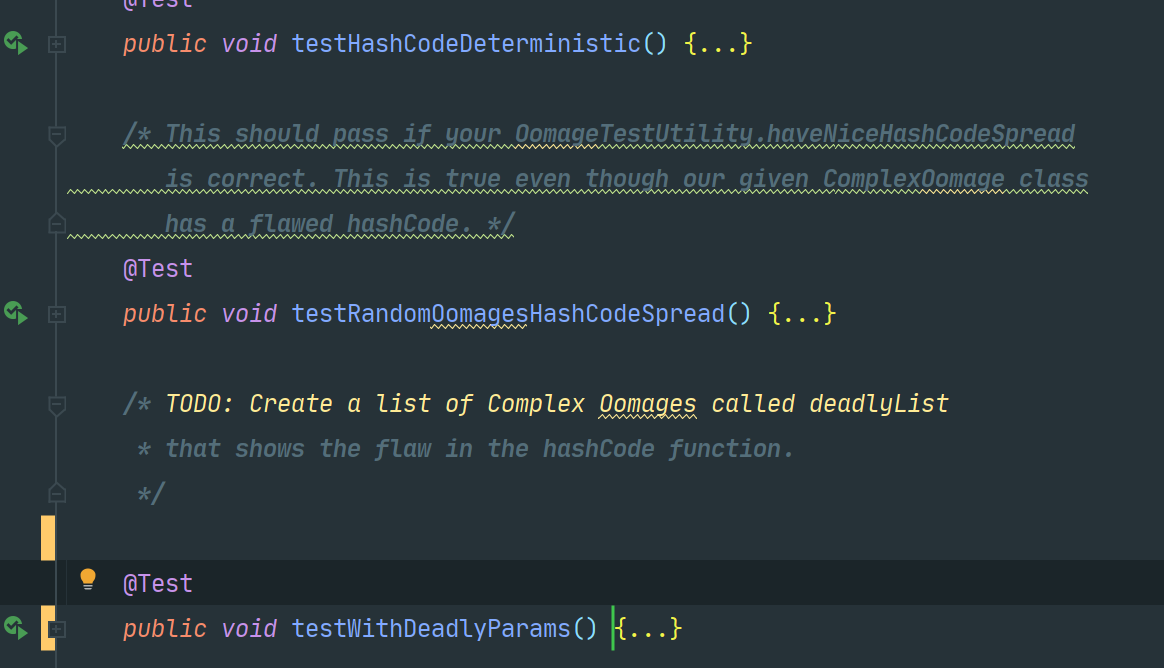 @Test
public void testHashCodeDeterministic() {...}
/* This should pass if your OomageTestUtility.haveNiceHashCodeSpread
is correct. This is true even though our given ComplexOomage class
has a flawed hashCode. */
@Test
public void testRandomOomagesHashCodeSpread() {...}
/* TODO: Create a list of Complex Oomages called deadlyList
* that shows the flaw in the hashCode function.
*/
@Test
public void testWithDeadlyParams() {...}